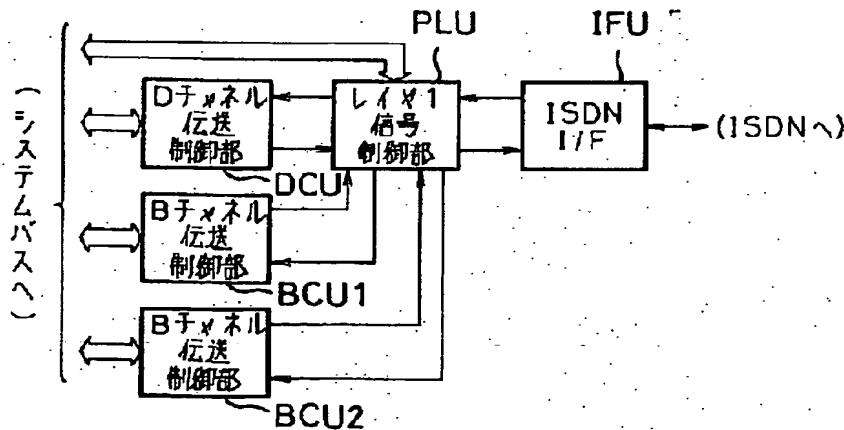 PLU
IFU
Dチャネル
伝送
制御部
DCU
レイヤ1
信号
制御部
ISDN
I/F
(ISDNへ)
(システムバスへ)
Bチャネル
伝送
制御部
BCU1
Bチャネル
伝送
制御部
BCU2